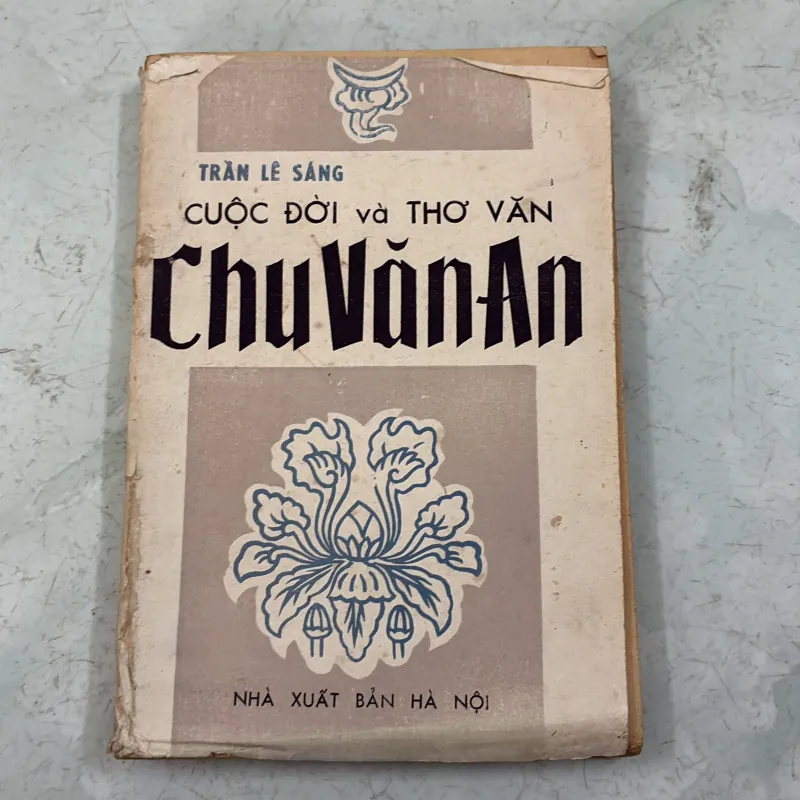 TRẦN LÊ SÁNG
CUỘC ĐỜI và THƠ VĂN
Chu Văn An
NHÀ XUẤT BẢN HÀ NỘI